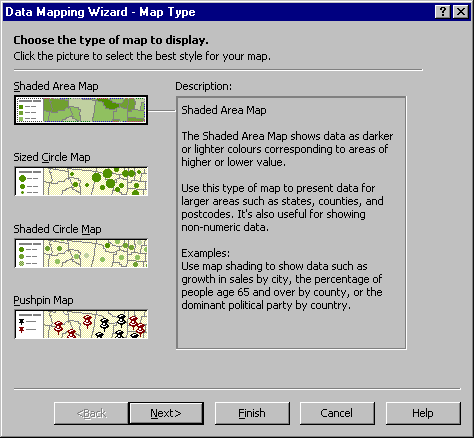 Data Mapping Wizard - Map Type
Choose the type of map to display.
Click the picture to select the best style for your map.
Shaded Area Map
Description:
Shaded Area Map
The Shaded Area Map shows data as darker
or lighter colours corresponding to areas of
higher or lower value.
Use this type of map to present data for
larger areas such as states, counties, and
postcodes. It's also useful for showing
non-numeric data.
Examples:
Use map shading to show data such as
growth in sales by city, the percentage of
people age 65 and over by county, or the
dominant political party by country.
Sized Circle Map
Shaded Circle Map
Pushpin Map
<Back
Next>
Finish
Cancel
Help